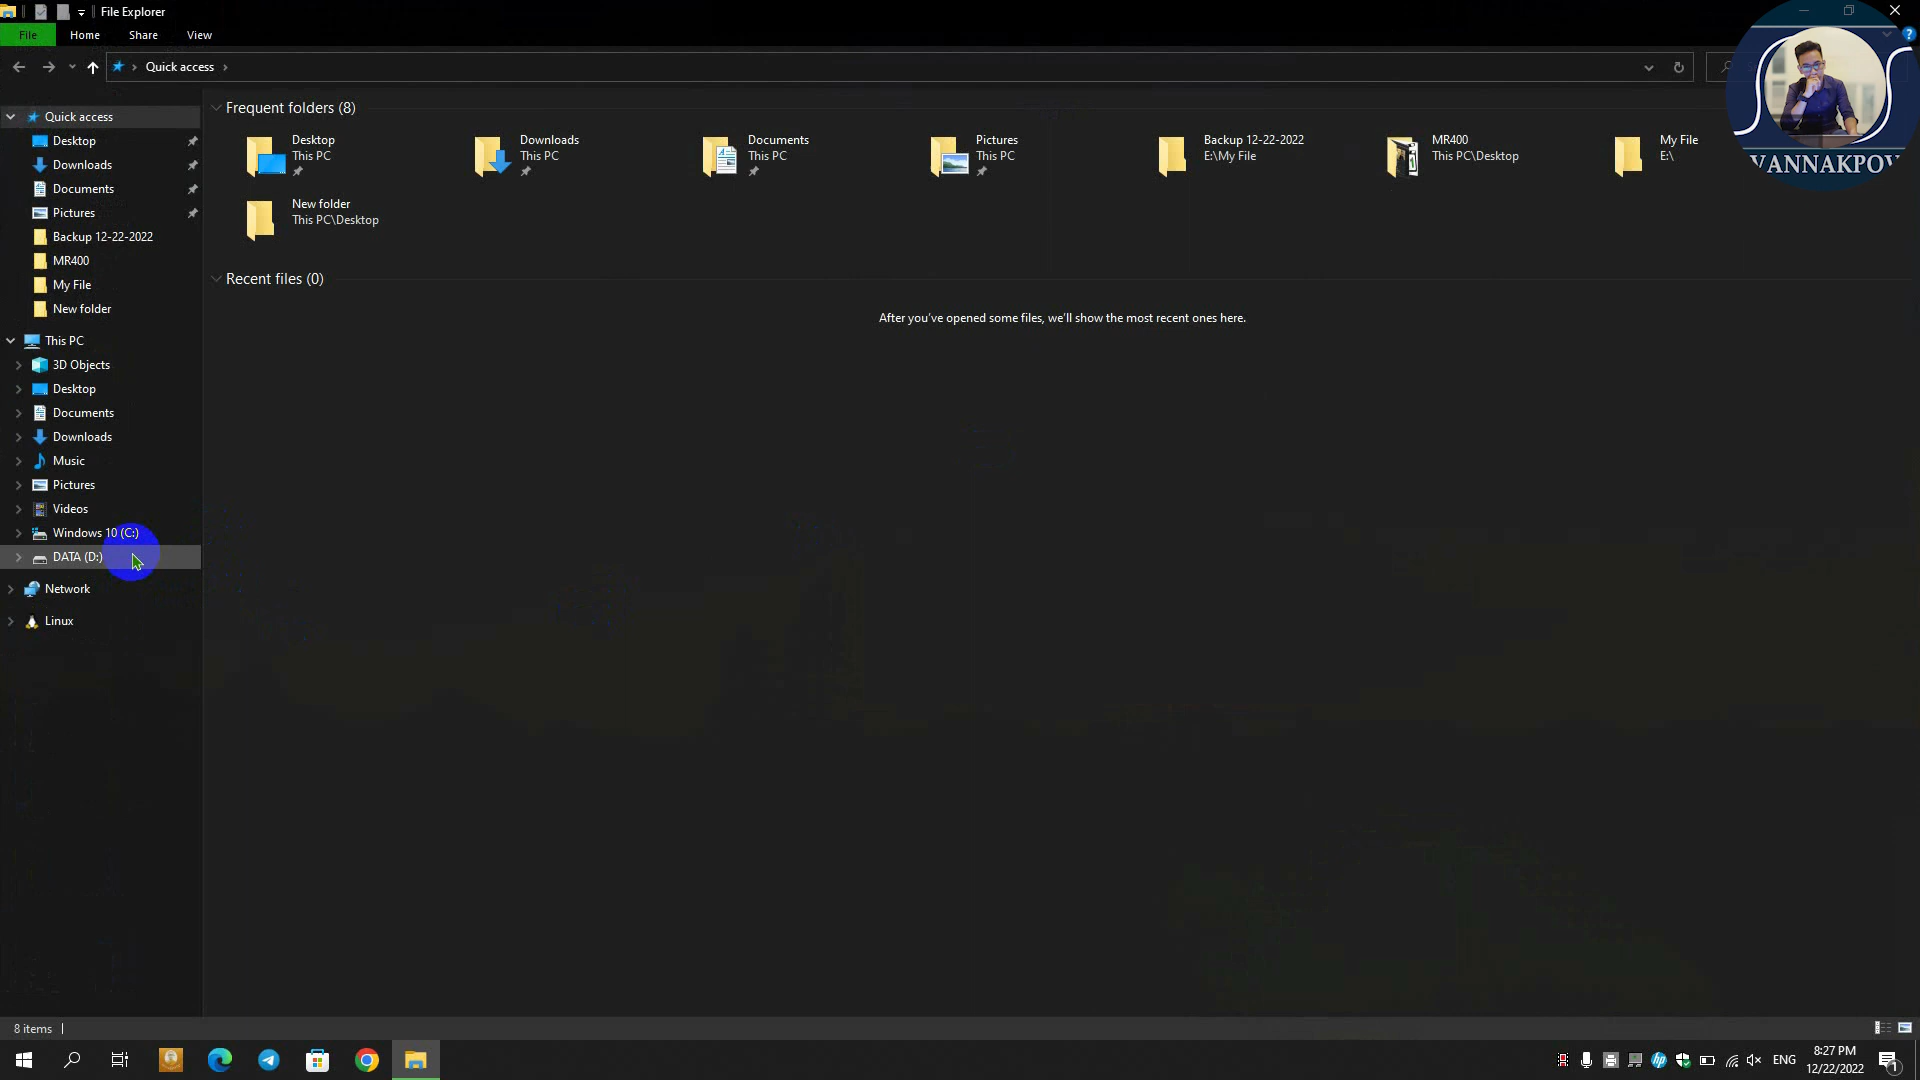 File Explorer
File Home Share View
Quick access
Quick access
Desktop
Downloads
Documents
Pictures
Backup 12-22-2022
MR400
My File
New folder
This PC
3D Objects
Desktop
Documents
Downloads
Music
Pictures
Videos
Windows 10 (C:)
DATA (D:)
Network
Linux
Frequent folders (8)
Desktop
This PC
Downloads
This PC
Documents
This PC
Pictures
This PC
Backup 12-22-2022
E:\My File
MR400
This PC\Desktop
My File
E:\
New folder
This PC\Desktop
Recent files (0)
After you've opened some files, we'll show the most recent ones here.
VANNAKPOV
8 items
hp
ENG
8:27 PM
12/22/2022
1